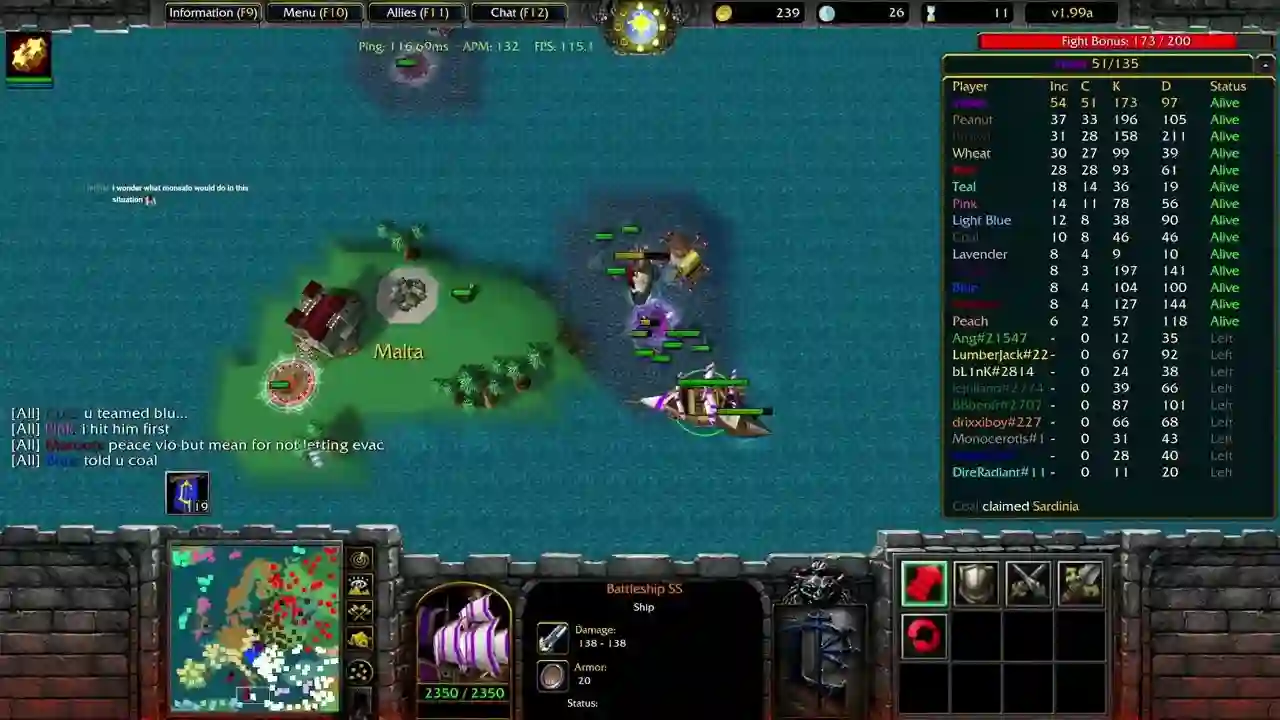 Information (F9) Menu (F10) Allies (F11) Chat (F12) 239 26 11 v1.99a
Ping: 116.69ms - APM: 132 FPS: 115.1
Fight Bonus: 173 / 200
51/135
Player Inc C K D Status
54 51 173 97 Alive
Peanut 37 33 196 105 Alive
31 28 158 211 Alive
Wheat 30 27 99 39 Alive
Red 28 28 93 61 Alive
Teal 18 14 36 19 Alive
Pink 14 11 78 56 Alive
Light Blue 12 8 38 90 Alive
Coal 10 8 46 46 Alive
Lavender 8 4 9 10 Alive
8 3 197 141 Alive
Blue 8 4 104 100 Alive
8 4 127 144 Alive
Peach 6 2 57 118 Alive
Ang#21547 - 0 12 35 Left
LumberJack#22- 0 67 92 Left
bL1nK#2814 - 0 24 38 Left
- 0 39 66 Left
- 0 87 101 Left
drixxiboy#227 - 0 66 68 Left
Monocerotis#1 - 0 31 43 Left
- 0 28 40 Left
DireRadiant#11 - 0 11 20 Left
Coal claimed Sardinia
i wonder what monsato would do in this
situation
Malta
[All] u teamed blu...
[All] Pink: i hit him first
[All] Maroon: peace vio but mean for not letting evac
[All] Blue: told u coal
19
Battleship SS
Ship
Damage:
138 - 138
Armor:
20
Status:
2350 / 2350